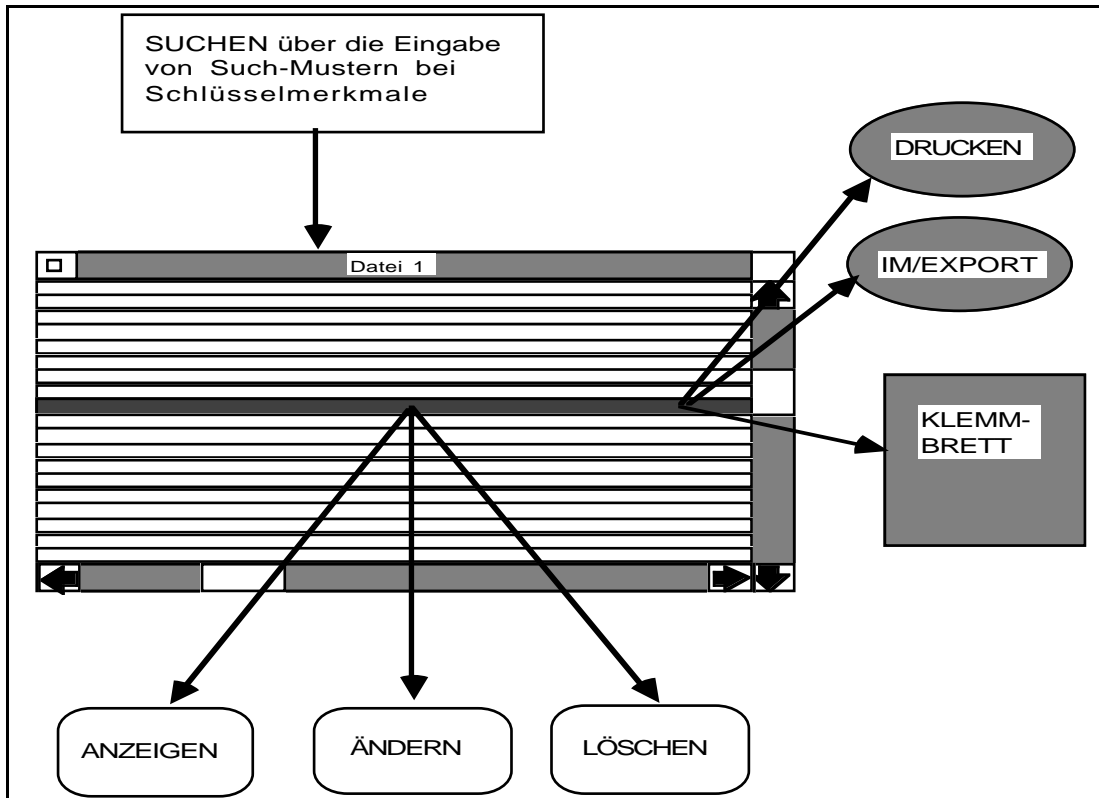 SUCHEN über die Eingabe
von Such-Mustern bei
Schlüsselmerkmale
DRUCKEN
IM/EXPORT
Datei 1
KLEMM-
BRETT
ANZEIGEN
ÄNDERN
LÖSCHEN